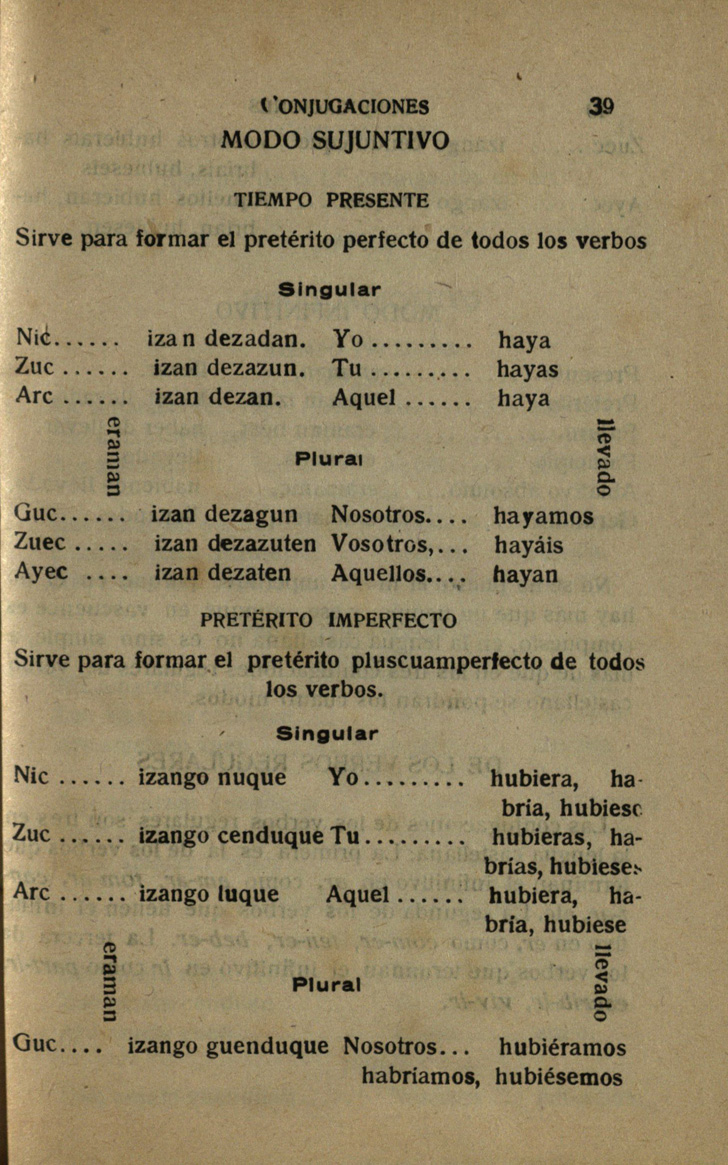 CONJUGACIONES 39
MODO SUJUNTIVO
TIEMPO PRESENTE
Sirve para formar el pretérito perfecto de todos los verbos
Singular
Nic...... izan dezadan. Yo ......... haya
Zuc ...... izan dezazun. Tu ......... hayas
Arc ...... izan dezan. Aquel ...... haya
eraman
llevado
Plural
Guc...... izan dezagun Nosotros.... hayamos
Zuec ..... izan dezazuten Vosotros,... hayáis
Ayec .... izan dezaten Aquellos.... hayan
PRETÉRITO IMPERFECTO
Sirve para formar el pretérito pluscuamperfecto de todos
los verbos.
Singular
Nic ...... izango nuque Yo......... hubiera, ha-
bría, hubiese
Zuc ...... izango cenduque Tu......... hubieras, ha-
brías, hubieses
Arc ...... izango luque Aquel ...... hubiera, ha-
bría, hubiese
eraman
llevado
Plural
Guc.... izango guenduque Nosotros... hubiéramos
habríamos, hubiésemos